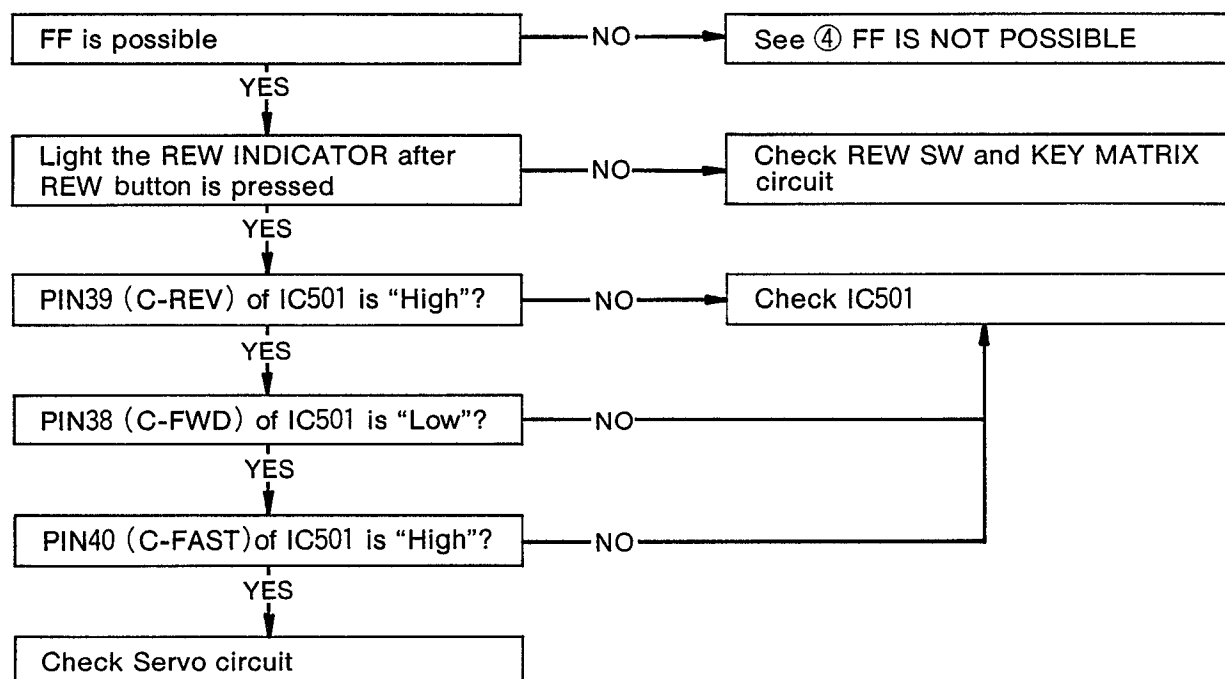 FF is possible
NO
See ④ FF IS NOT POSSIBLE
YES
Light the REW INDICATOR after
REW button is pressed
NO
Check REW SW and KEY MATRIX
circuit
YES
PIN39 (C-REV) of IC501 is “High”?
NO
Check IC501
YES
PIN38 (C-FWD) of IC501 is “Low”?
NO
YES
PIN40 (C-FAST) of IC501 is “High”?
NO
YES
Check Servo circuit